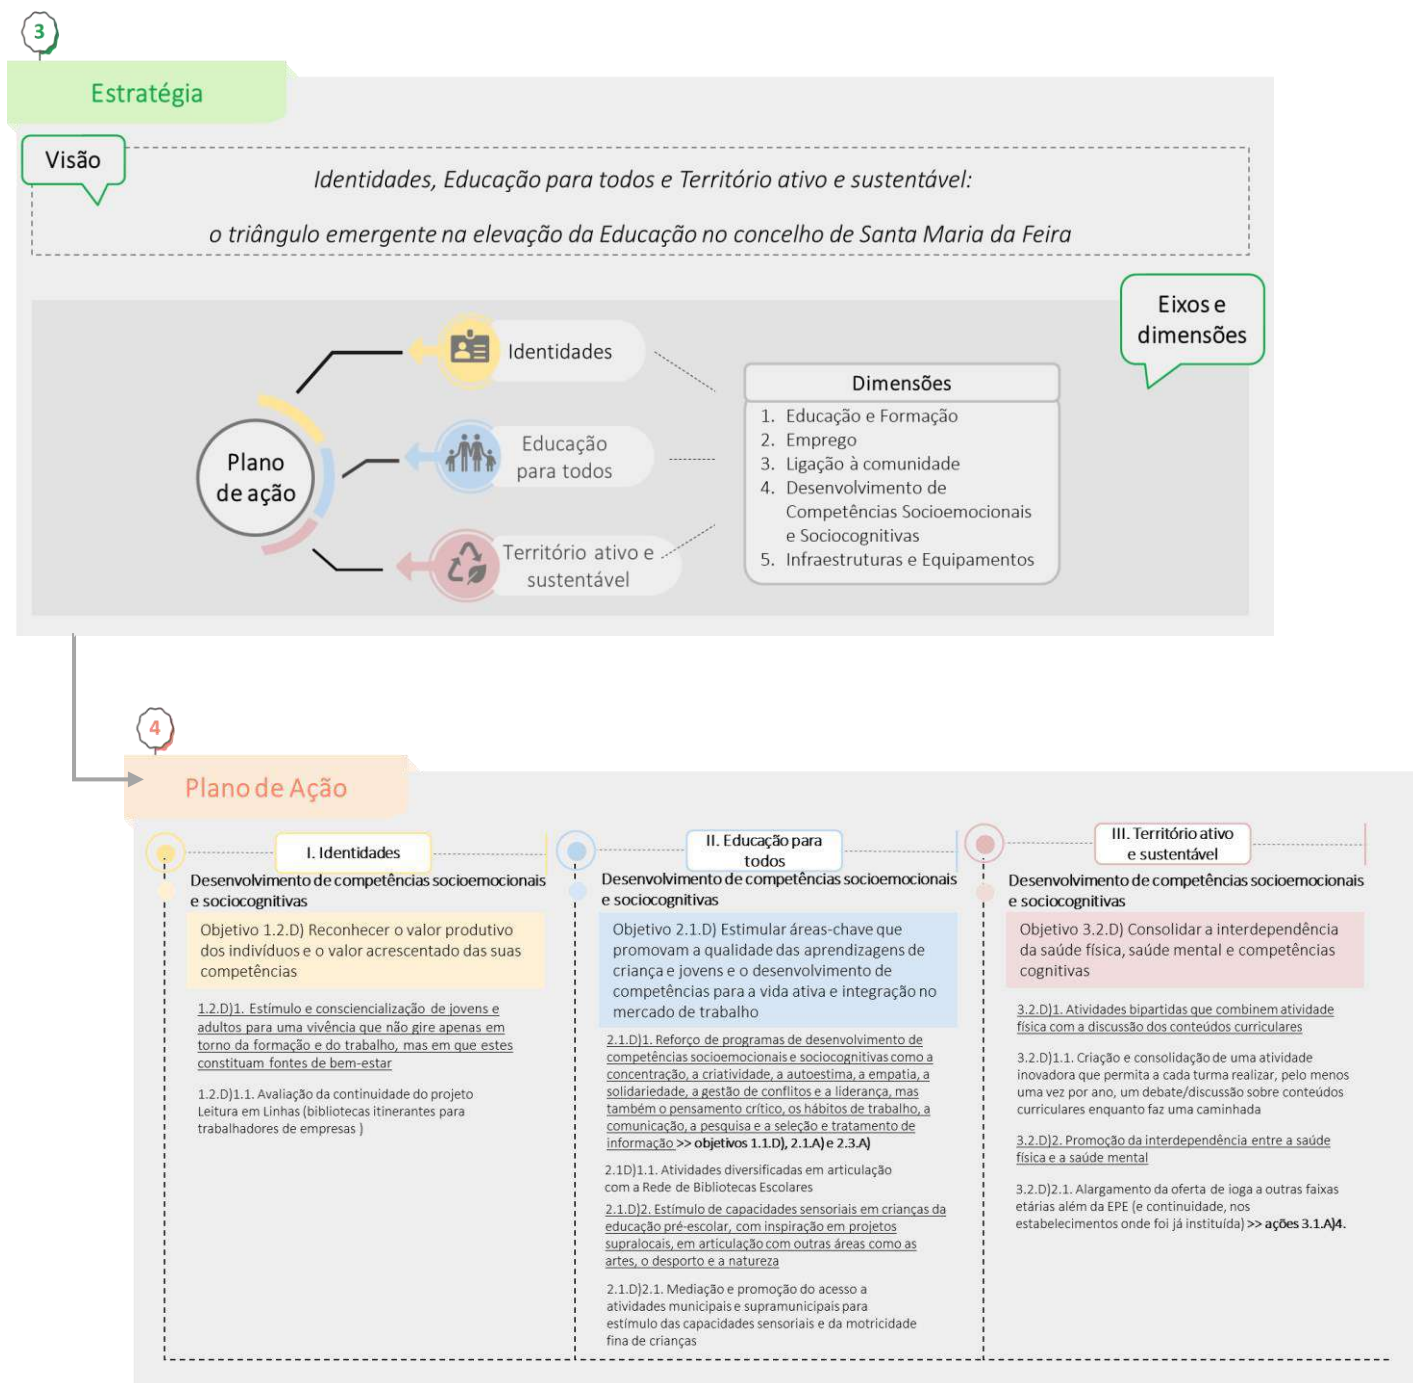 3
Estratégia
Visão
Identidades, Educação para todos e Território ativo e sustentável:
o triângulo emergente na elevação da Educação no concelho de Santa Maria da Feira
Eixos e
dimensões
Plano
de ação
Identidades
Educação
para todos
Território ativo e
sustentável
Dimensões
1. Educação e Formação
2. Emprego
3. Ligação à comunidade
4. Desenvolvimento de
Competências Socioemocionais
e Sociocognitivas
5. Infraestruturas e Equipamentos
4
Plano de Ação
I. Identidades
Desenvolvimento de competências socioemocionais
e sociocognitivas
Objetivo 1.2.D) Reconhecer o valor produtivo
dos indivíduos e o valor acrescentado das suas
competências
1.2.D)1. Estímulo e consciencialização de jovens e
adultos para uma vivência que não gire apenas em
torno da formação e do trabalho, mas em que estes
constituam fontes de bem-estar
1.2.D)1.1. Avaliação da continuidade do projeto
Leitura em Linhas (bibliotecas itinerantes para
trabalhadores de empresas )
II. Educação para
todos
Desenvolvimento de competências socioemocionais
e sociocognitivas
Objetivo 2.1.D) Estimular áreas-chave que
promovam a qualidade das aprendizagens de
criança e jovens e o desenvolvimento de
competências para a vida ativa e integração no
mercado de trabalho
2.1.D)1. Reforço de programas de desenvolvimento de
competências socioemocionais e sociocognitivas como a
concentração, a criatividade, a autoestima, a empatia, a
solidariedade, a gestão de conflitos e a liderança, mas
também o pensamento crítico, os hábitos de trabalho, a
comunicação, a pesquisa e a seleção e tratamento de
informação >> objetivos 1.1.D), 2.1.A) e 2.3.A)
2.1D)1.1. Atividades diversificadas em articulação
com a Rede de Bibliotecas Escolares
2.1.D)2. Estímulo de capacidades sensoriais em crianças da
educação pré-escolar, com inspiração em projetos
supralocais, em articulação com outras áreas como as
artes, o desporto e a natureza
2.1.D)2.1. Mediação e promoção do acesso a
atividades municipais e supramunicipais para
estímulo das capacidades sensoriais e da motricidade
fina de crianças
III. Território ativo
e sustentável
Desenvolvimento de competências socioemocionais
e sociocognitivas
Objetivo 3.2.D) Consolidar a interdependência
da saúde física, saúde mental e competências
cognitivas
3.2.D)1. Atividades bipartidas que combinem atividade
física com a discussão dos conteúdos curriculares
3.2.D)1.1. Criação e consolidação de uma atividade
inovadora que permita a cada turma realizar, pelo menos
uma vez por ano, um debate/discussão sobre conteúdos
curriculares enquanto faz uma caminhada
3.2.D)2. Promoção da interdependência entre a saúde
física e a saúde mental
3.2.D)2.1. Alargamento da oferta de ioga a outras faixas
etárias além da EPE (e continuidade, nos
estabelecimentos onde foi já instituída) >> ações 3.1.A)4.